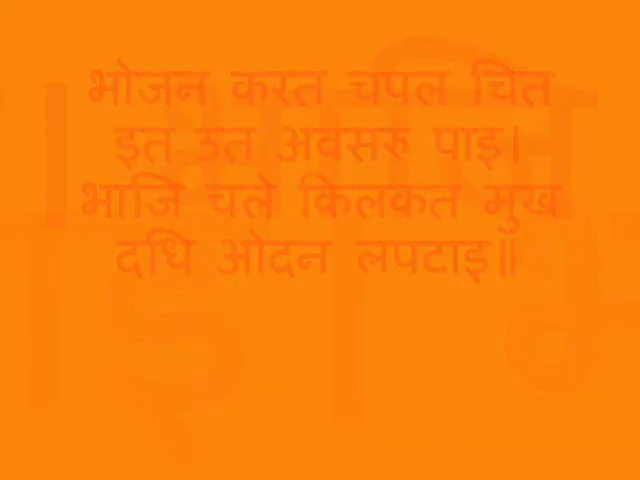 भोजन करत चपल चित
इत उत अवसरु पाइ।
भाजि चले किलकत मुख
दधि ओदन लपटाइ॥